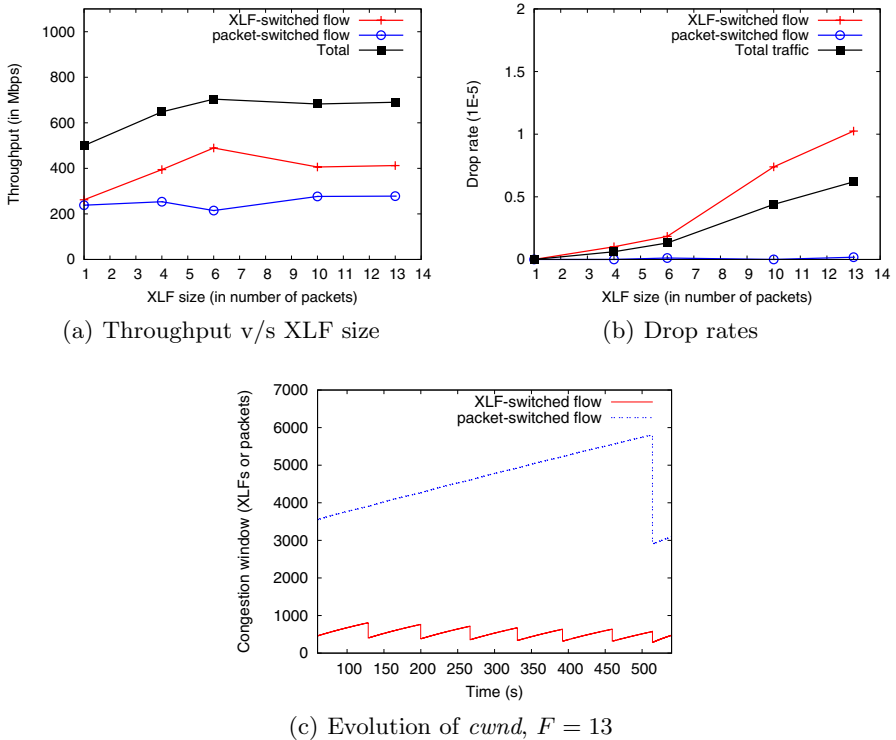 Throughput (in Mbps)
1100
1000
800
600
400
200
0
1 2 3 4 5 6 7 8 9 10 11 12 13 14
XLF size (in number of packets)
XLF-switched flow
packet-switched flow
Total
(a) Throughput v/s XLF size
Drop rate (1E-5)
2
1.5
1
0.5
0
1 2 3 4 5 6 7 8 9 10 11 12 13 14
XLF size (in number of packets)
XLF-switched flow
packet-switched flow
Total traffic
(b) Drop rates
Congestion window (XLFs or packets)
7000
6000
5000
4000
3000
2000
1000
0
100 150 200 250 300 350 400 450 500
Time (s)
XLF-switched flow
packet-switched flow
(c) Evolution of cwnd, F = 13